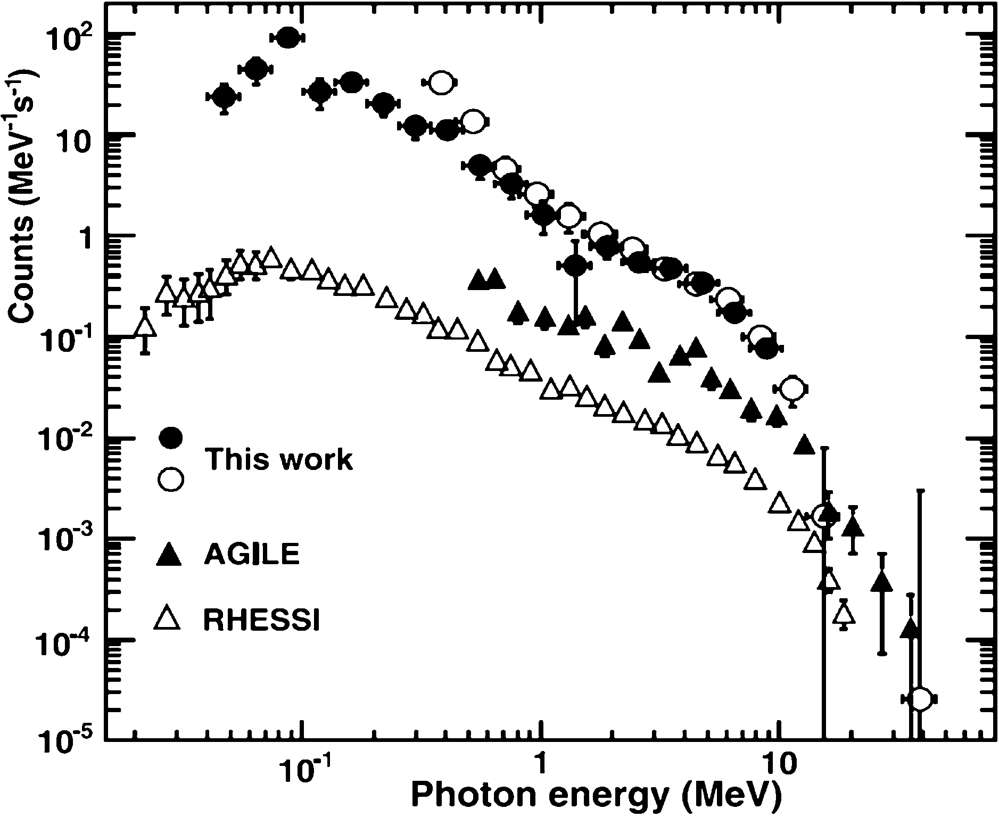 Counts (MeV⁻¹s⁻¹)
10²
10
1
10⁻¹
10⁻²
10⁻³
10⁻⁴
10⁻⁵
This work
AGILE
RHESSI
10⁻¹ 1 10
Photon energy (MeV)